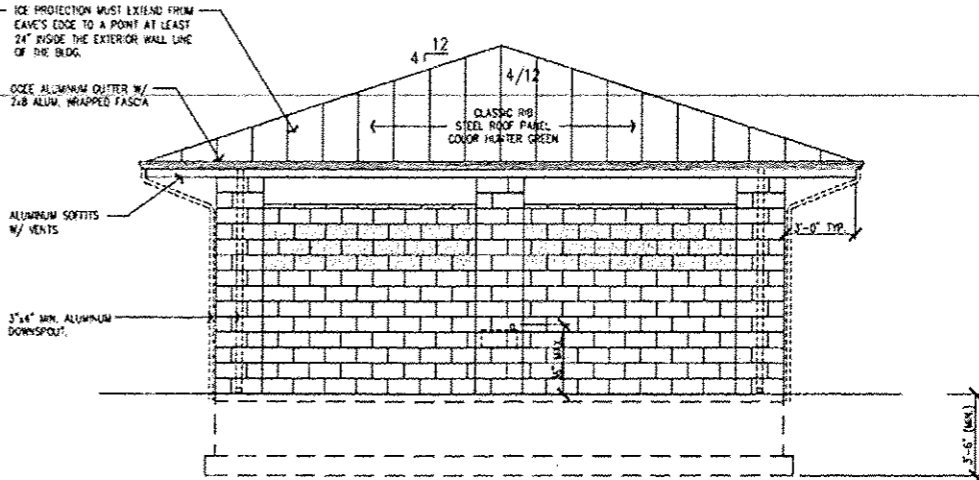 ICE PROTECTION MUST EXTEND FROM
EAVE'S EDGE TO A POINT AT LEAST
24" INSIDE THE EXTERIOR WALL LINE
OF THE BLDG.
12
4
4/12
OGEE ALUMINUM GUTTER W/
2x8 ALUM. WRAPPED FASCIA
CLASSIC RIB
STEEL ROOF PANEL
COLOR HUNTER GREEN
ALUMINUM SOFFITS
W/ VENTS
3'-0" TYP.
3"x4" MIN. ALUMINUM
DOWNSPOUT.
MAX
3'-6" (MIN.)